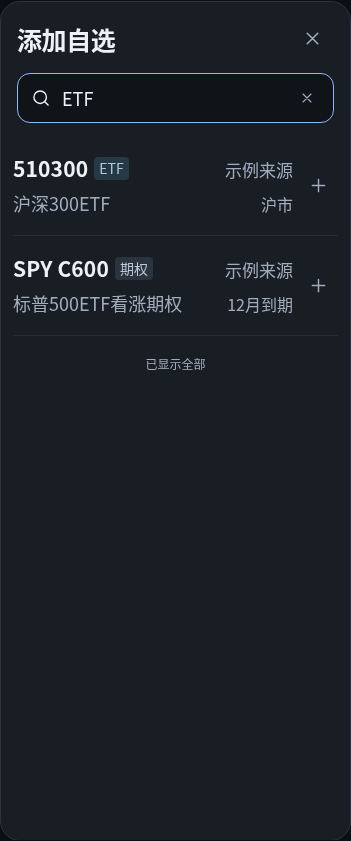 添加自选
ETF
510300 ETF 示例来源
沪深300ETF 沪市
SPY C600 期权 示例来源
标普500ETF看涨期权 12月到期
已显示全部